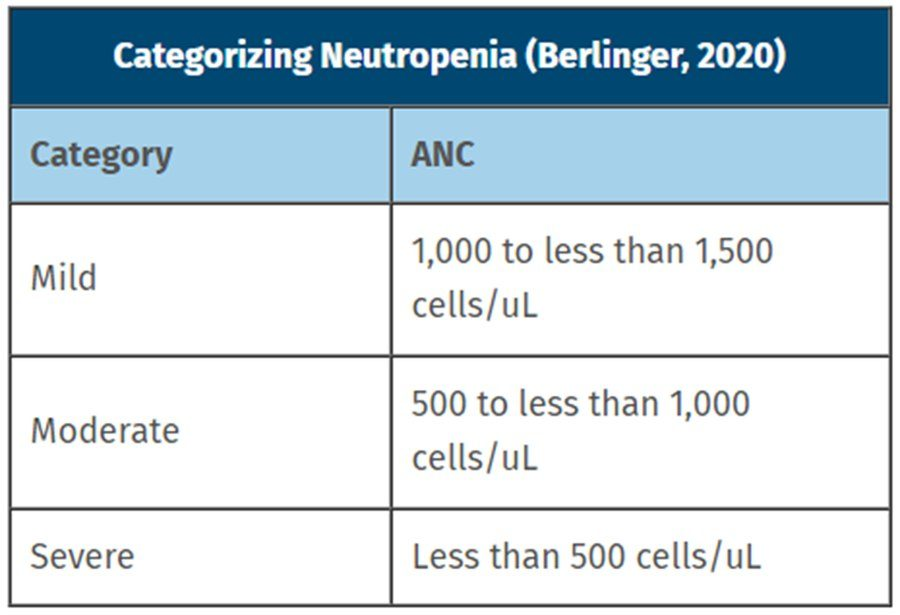 Categorizing Neutropenia (Berlinger, 2020)
Category
ANC
Mild
1,000 to less than 1,500
cells/uL
Moderate
500 to less than 1,000
cells/uL
Severe
Less than 500 cells/uL